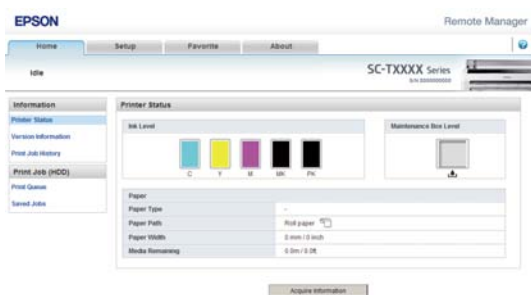 EPSON
Remote Manager
Home Setup Favorite About
Idle
SC-TXXXX Series
Information
Printer Status
Version Information
Print Job History
Print Job (HDD)
Print Queue
Saved Jobs
Printer Status
Ink Level
C Y M MK PK
Maintenance Box Level
Paper
Paper Type -
Paper Path Roll paper
Paper Width 0 mm / 0 inch
Media Remaining 0.0m / 0.0ft
Acquire Information